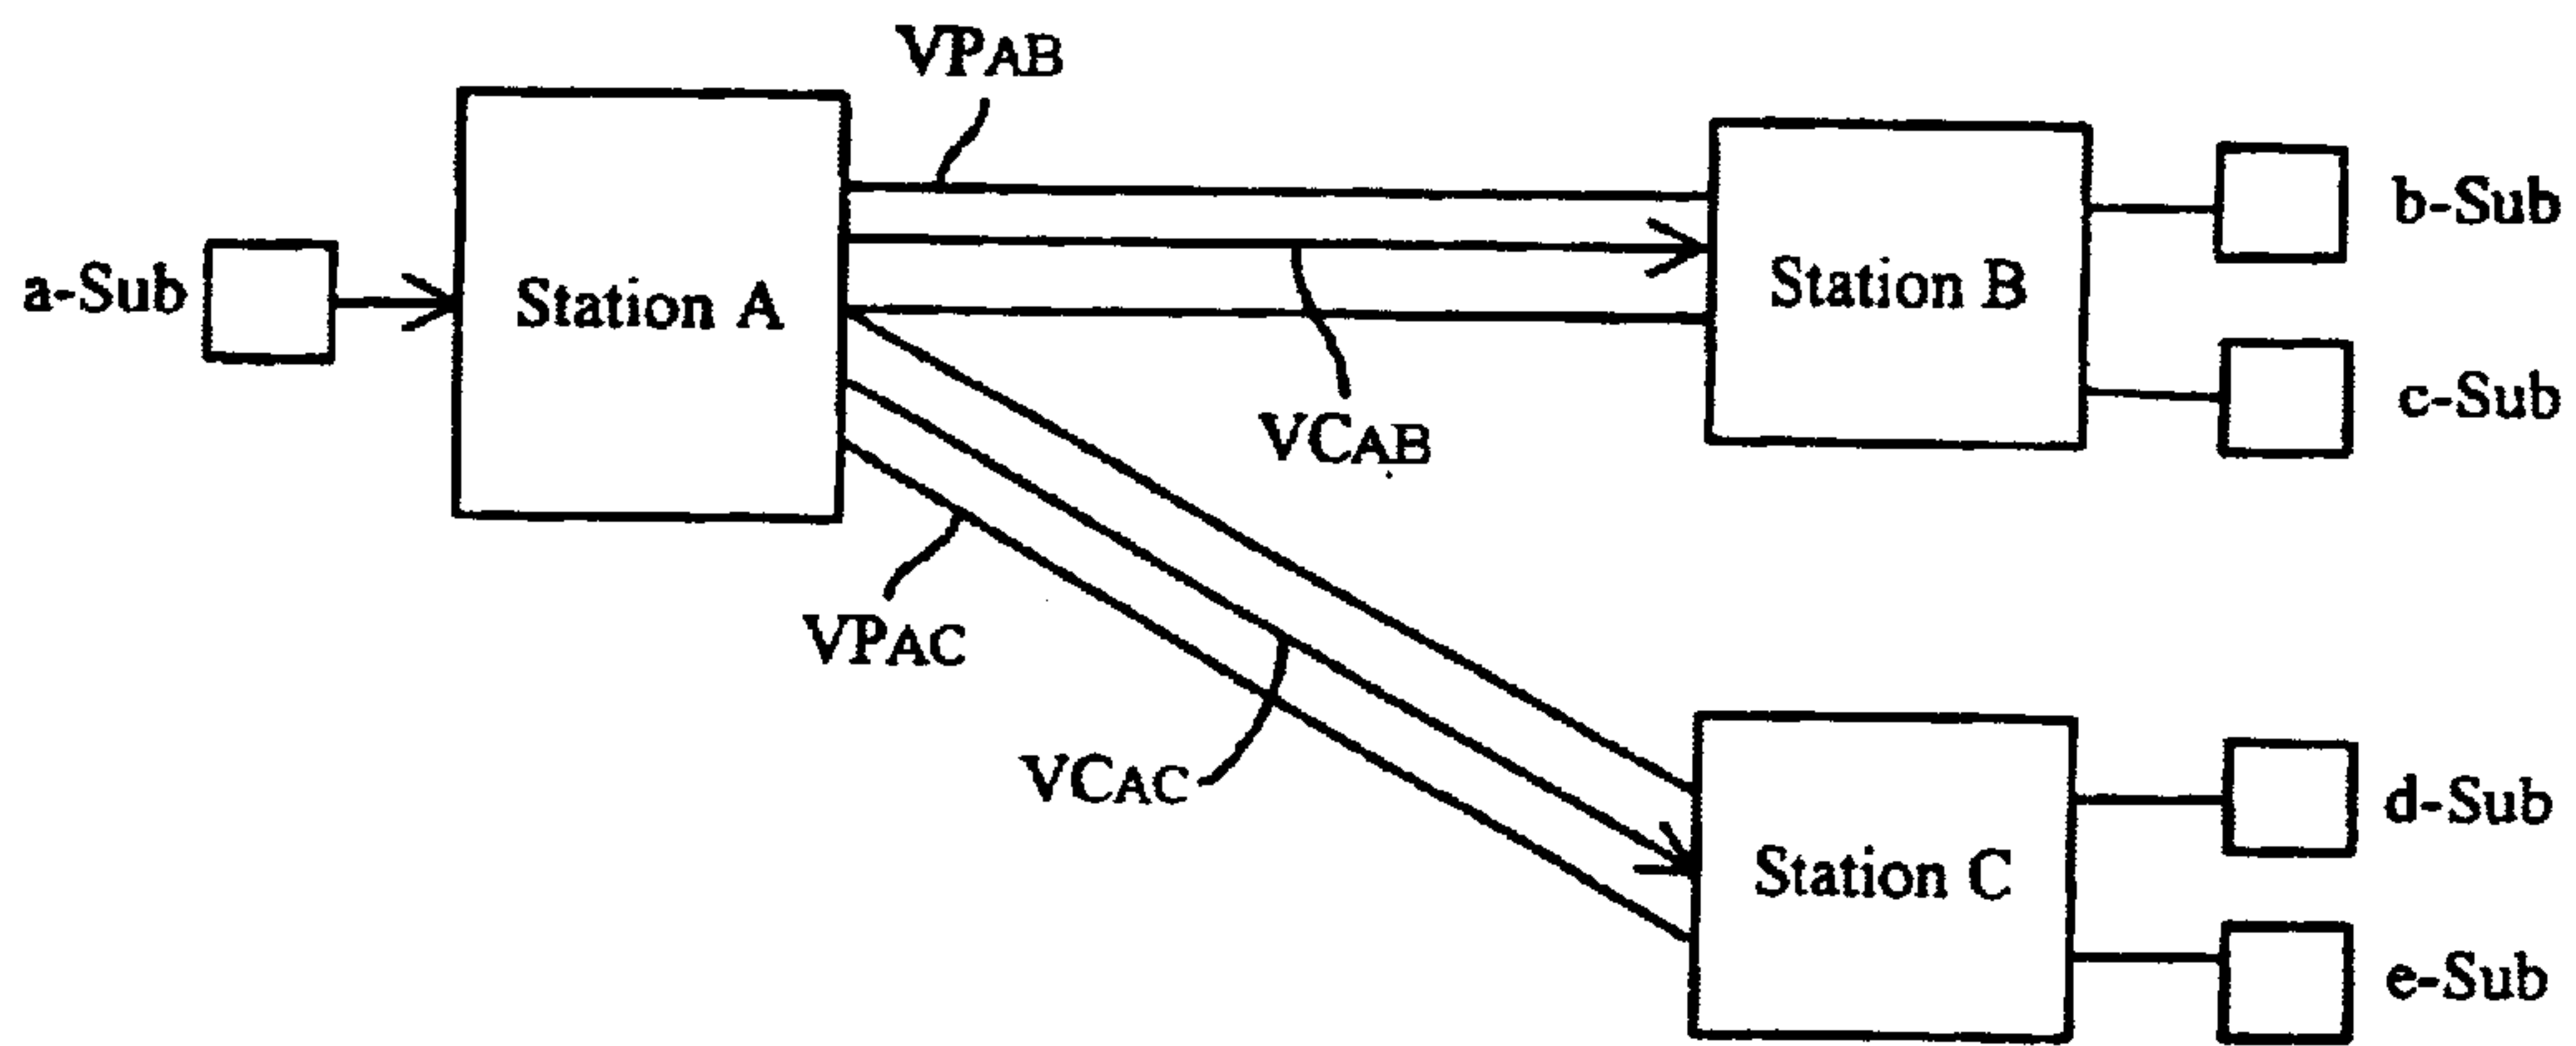 VPAB
a-Sub
Station A
Station B
b-Sub
c-Sub
VCAB
VPAC
VCAC
Station C
d-Sub
e-Sub